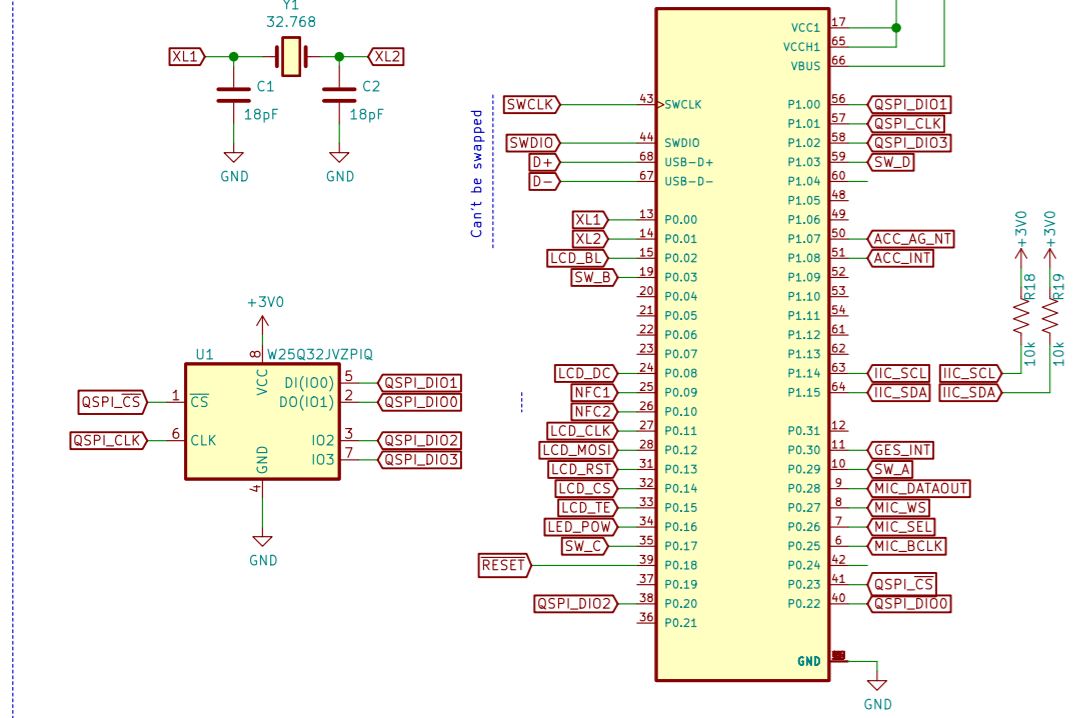 Y1
32.768
XL1
XL2
C1
18pF
C2
18pF
GND
GND
+3V0
U1
W25Q32JVZPIQ
8
VCC
QSPI_CS
1
CS
QSPI_CLK
6
CLK
DI(IO0)
5
QSPI_DIO1
DO(IO1)
2
QSPI_DIO0
IO2
3
QSPI_DIO2
IO3
7
QSPI_DIO3
GND
4
GND
Can't be swapped
SWCLK 43 SWCLK
SWDIO 44 SWDIO
D+ 68 USB-D+
D- 67 USB-D-
XL1 13 P0.00
XL2 14 P0.01
LCD_BL 15 P0.02
SW_B 19 P0.03
20 P0.04
21 P0.05
22 P0.06
23 P0.07
LCD_DC 24 P0.08
NFC1 25 P0.09
NFC2 26 P0.10
LCD_CLK 27 P0.11
LCD_MOSI 28 P0.12
LCD_RST 31 P0.13
LCD_CS 32 P0.14
LCD_TE 33 P0.15
LED_POW 34 P0.16
SW_C 35 P0.17
RESET 39 P0.18
37 P0.19
QSPI_DIO2 38 P0.20
36 P0.21
VCC1 17
VCCH1 65
VBUS 66
P1.00 56 QSPI_DIO1
P1.01 57 QSPI_CLK
P1.02 58 QSPI_DIO3
P1.03 59 SW_D
P1.04 60
P1.05 48
P1.06 49
P1.07 50 ACC_AG_NT
P1.08 51 ACC_INT
P1.09 52
P1.10 53
P1.11 54
P1.12 61
P1.13 62
P1.14 63 IIC_SCL
P1.15 64 IIC_SDA
P0.31 12
P0.30 11 GES_INT
P0.29 10 SW_A
P0.28 9 MIC_DATAOUT
P0.27 8 MIC_WS
P0.26 7 MIC_SEL
P0.25 6 MIC_BCLK
P0.24 42
P0.23 41 QSPI_CS
P0.22 40 QSPI_DIO0
GND
GND
+3V0
+3V0
R18
R19
10k
10k
IIC_SCL
IIC_SDA